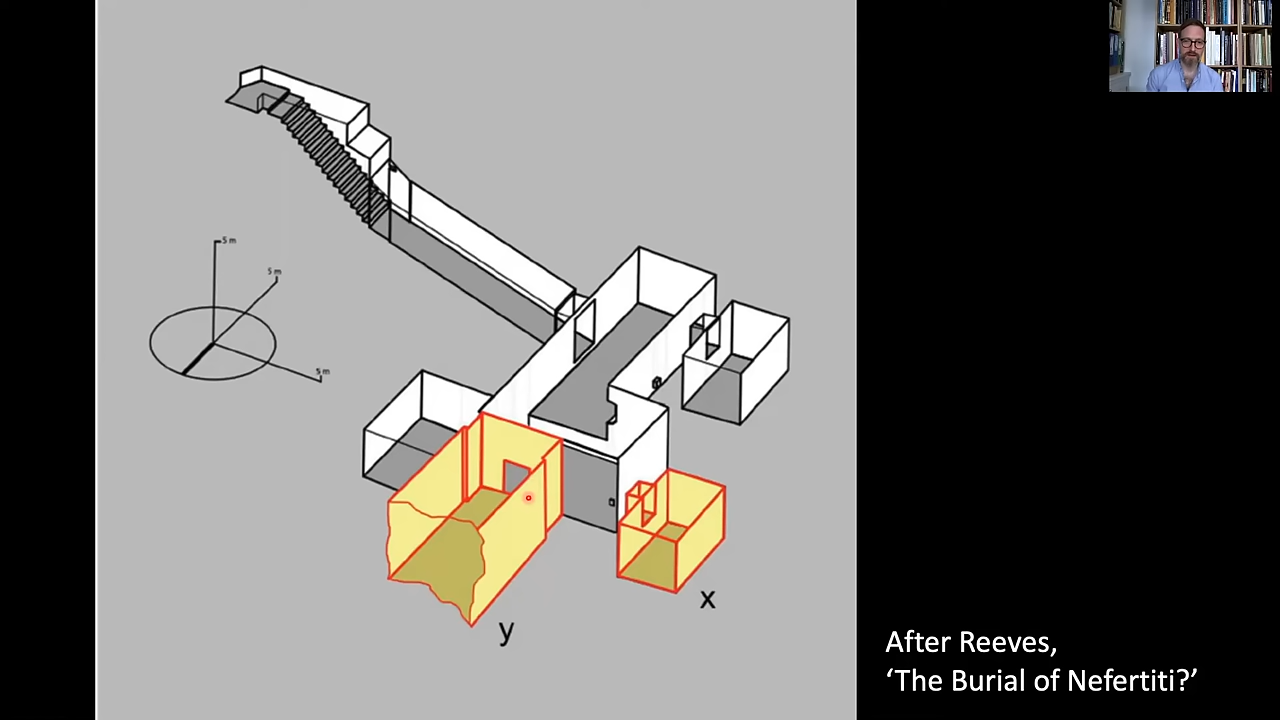 5 m
5 m
5 m
x
y
After Reeves,
‘The Burial of Nefertiti?’